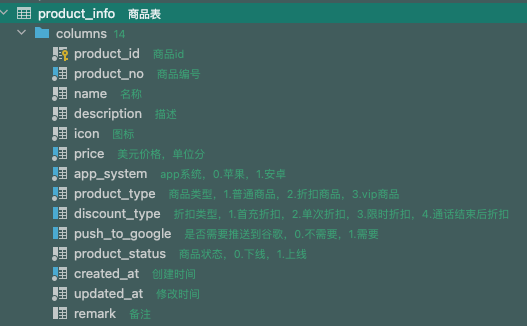 product_info 商品表
columns 14
product_id 商品id
product_no 商品编号
name 名称
description 描述
icon 图标
price 美元价格，单位分
app_system app系统，0.苹果，1.安卓
product_type 商品类型，1.普通商品，2.折扣商品，3.vip商品
discount_type 折扣类型，1.首充折扣，2.单次折扣，3.限时折扣，4.通话结束后折扣
push_to_google 是否需要推送到谷歌，0.不需要，1.需要
product_status 商品状态，0.下线，1.上线
created_at 创建时间
updated_at 修改时间
remark 备注